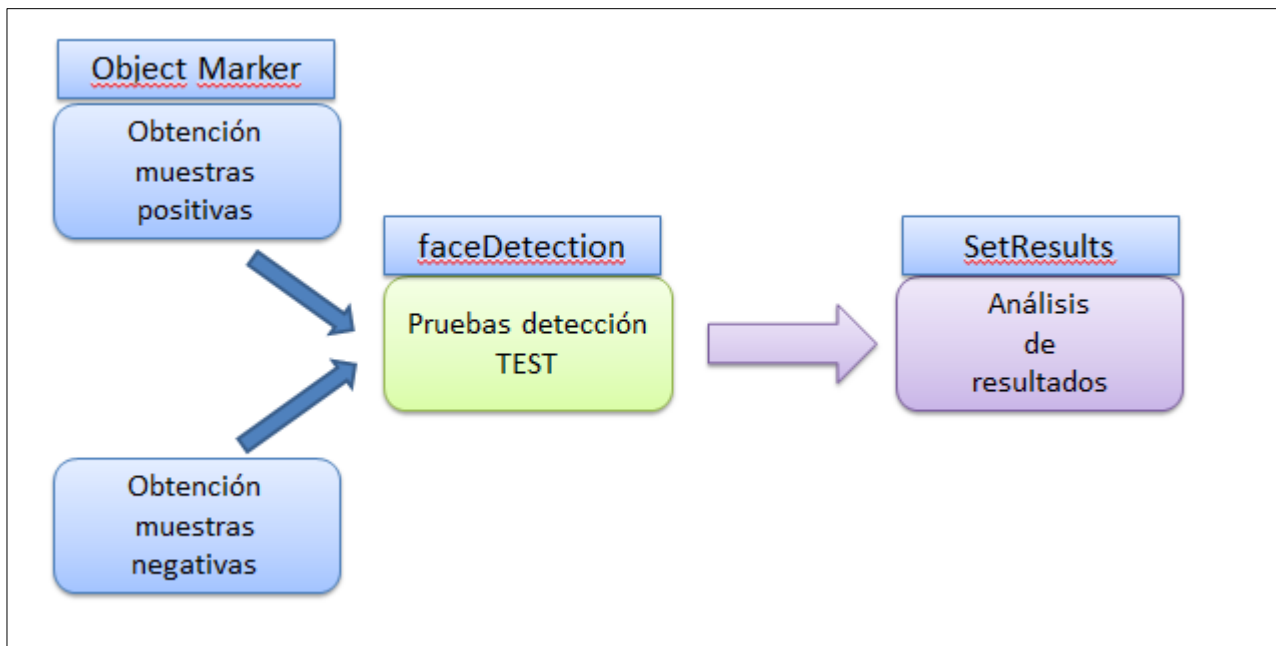 Object Marker
Obtención
muestras
positivas
faceDetection
Pruebas detección
TEST
SetResults
Análisis
de
resultados
Obtención
muestras
negativas